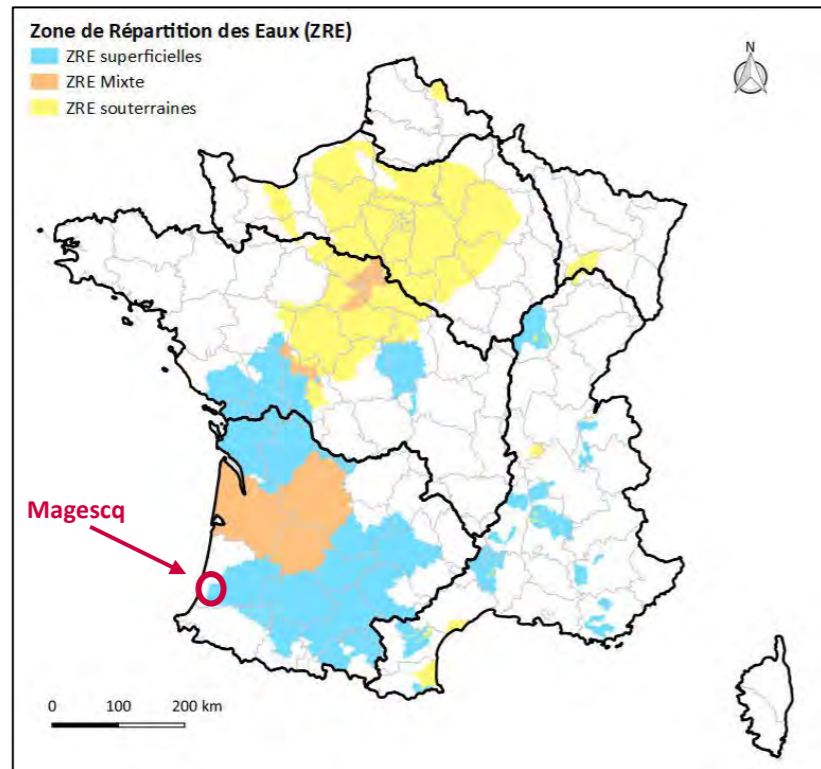 Zone de Répartition des Eaux (ZRE)
ZRE superficielles
ZRE Mixte
ZRE souterraines
N
Magescq
0 100 200 km